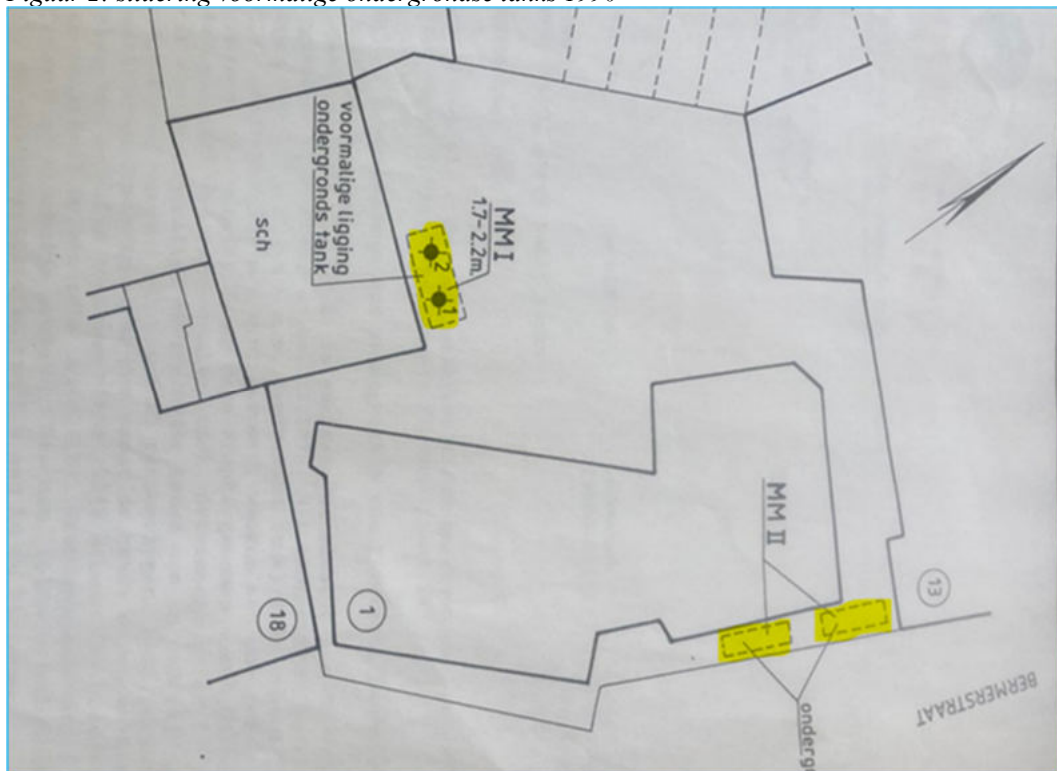 Figuur 2: situering voormalige ondergrondse tanks
voormalige ligging
ondergronds tank
MM I
1.7-2.2m.
sch
2
1
MM II
13
1
18
BERMERSTRAAT
onderg